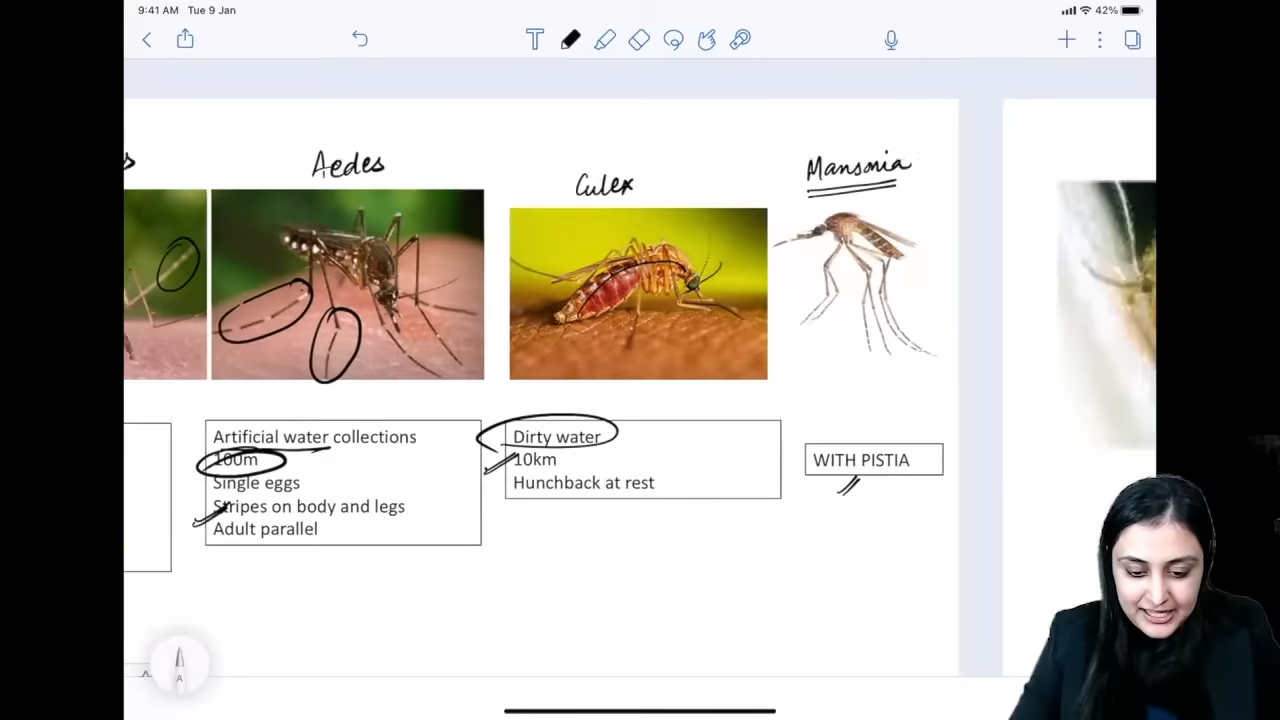 9:41 AM Tue 9 Jan
42%
T
s
Aedes
Culex
Mansonia
Artificial water collections
100m
Single eggs
Stripes on body and legs
Adult parallel
Dirty water
10km
Hunchback at rest
WITH PISTIA
A